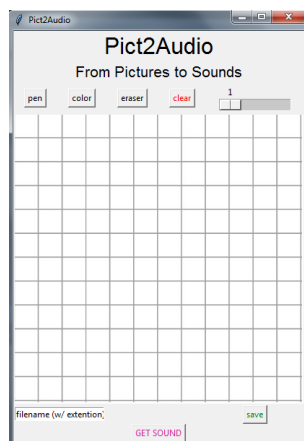 Pict2Audio
Pict2Audio
From Pictures to Sounds
pen color eraser clear 1
filename (w/ extention)
save
GET SOUND